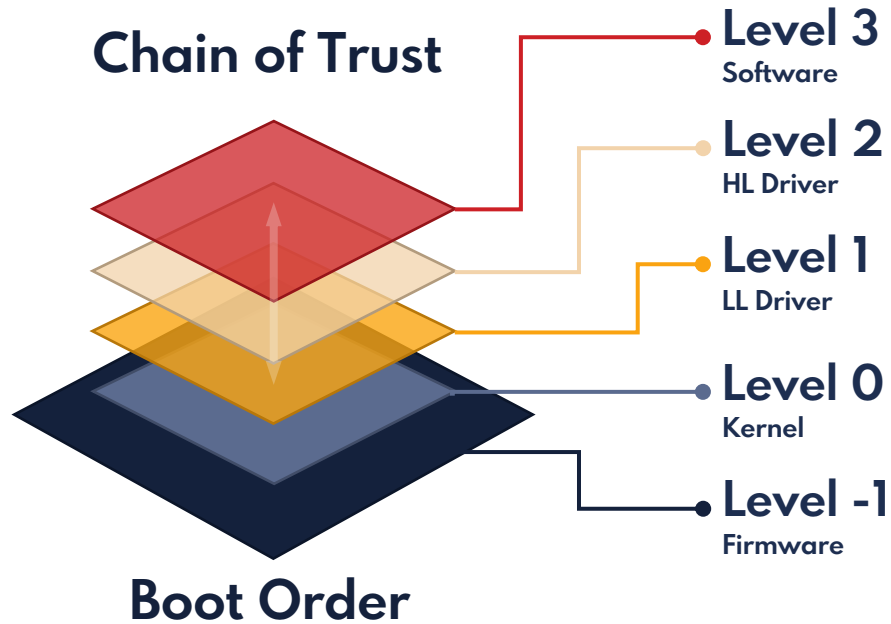 Chain of Trust
Level 3
Software
Level 2
HL Driver
Level 1
LL Driver
Level 0
Kernel
Level -1
Firmware
Boot Order